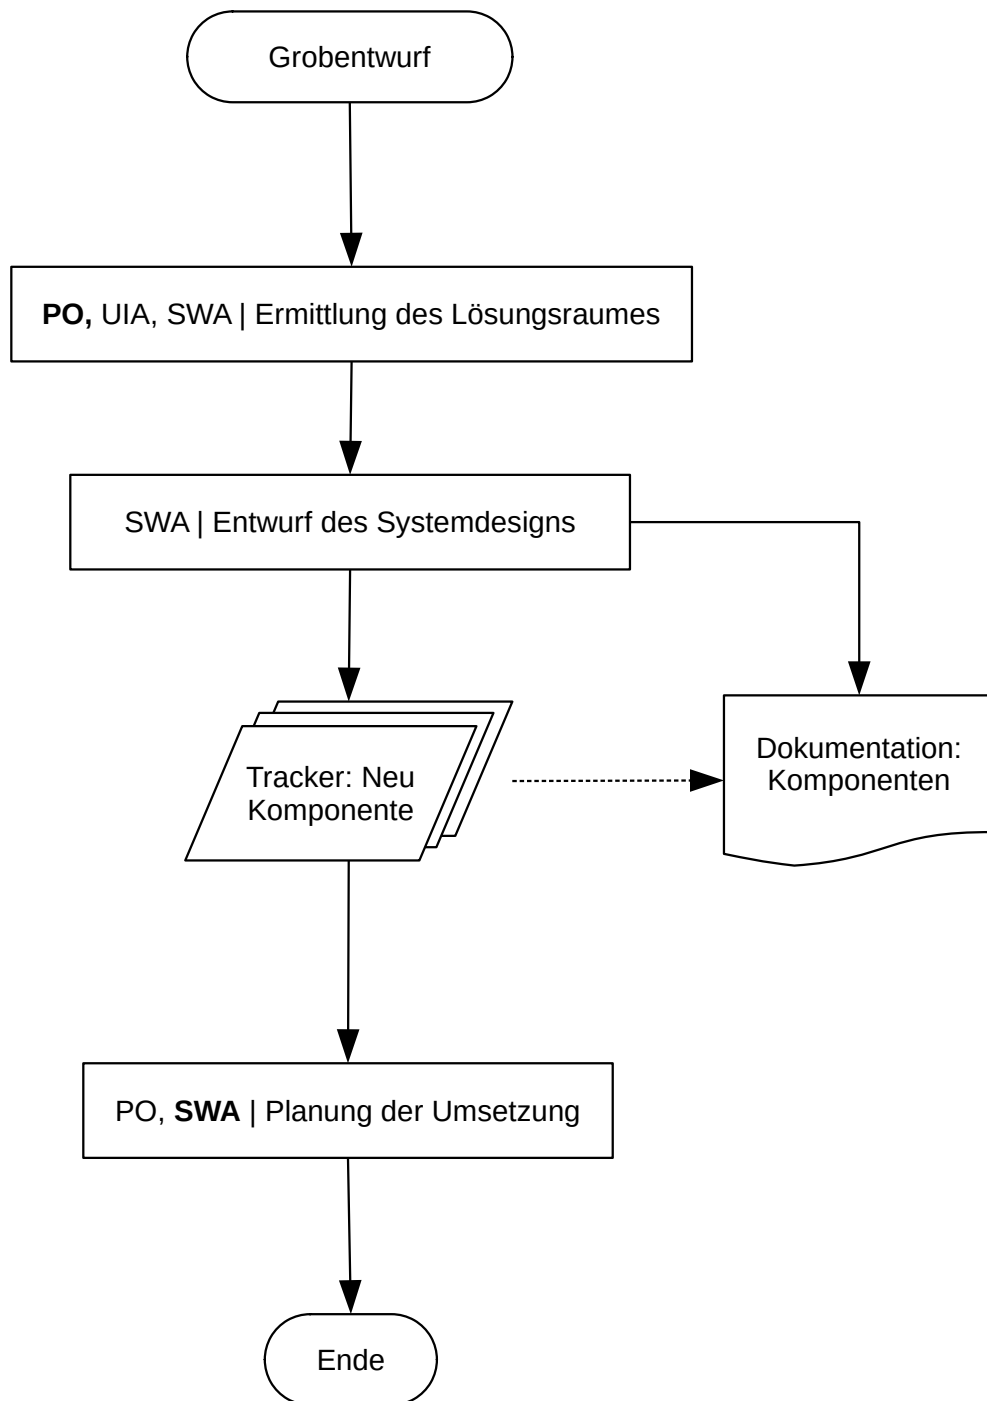 Grobentwurf
PO, UIA, SWA | Ermittlung des Lösungsraumes
SWA | Entwurf des Systemdesigns
Tracker: Neu
Komponente
Dokumentation:
Komponenten
PO, SWA | Planung der Umsetzung
Ende